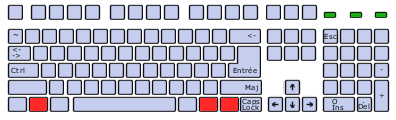 ~ <- Esc
<-
-> -
Ctrl Entrée
Maj +
Caps
Lock
O
Ins
.
Del